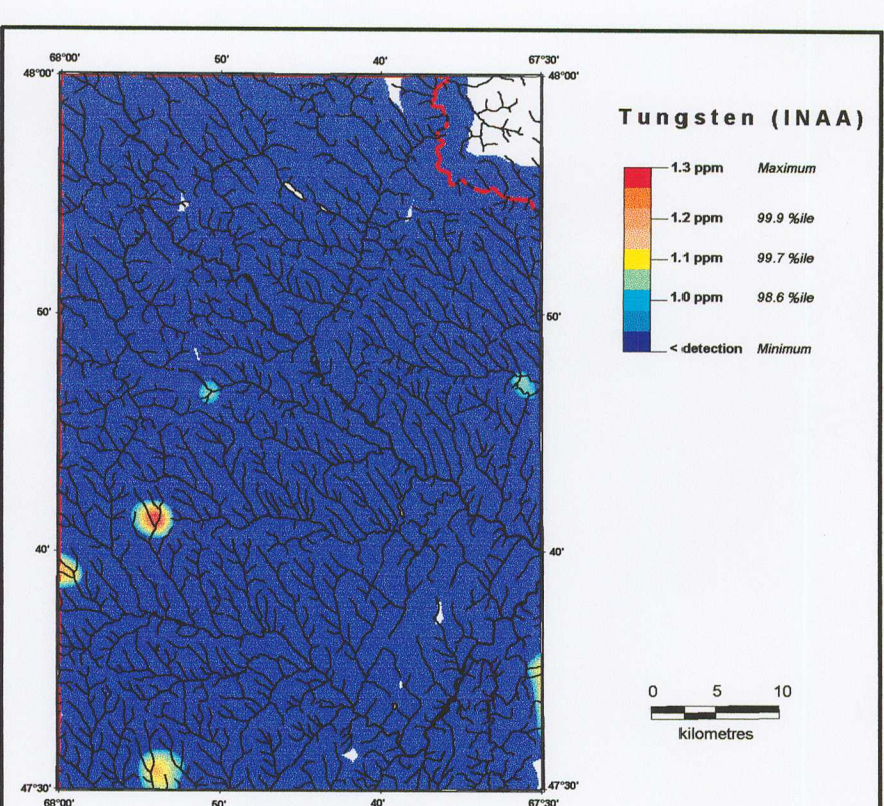 68°00' 50' 40' 67°30'
48°00' 48°00'
Tungsten (INAA)
1.3 ppm Maximum
1.2 ppm 99.9 %ile
1.1 ppm 99.7 %ile
1.0 ppm 98.6 %ile
< detection Minimum
50' 50'
40' 40'
0 5 10
kilometres
47°30' 47°30'
68°00' 50' 40' 67°30'